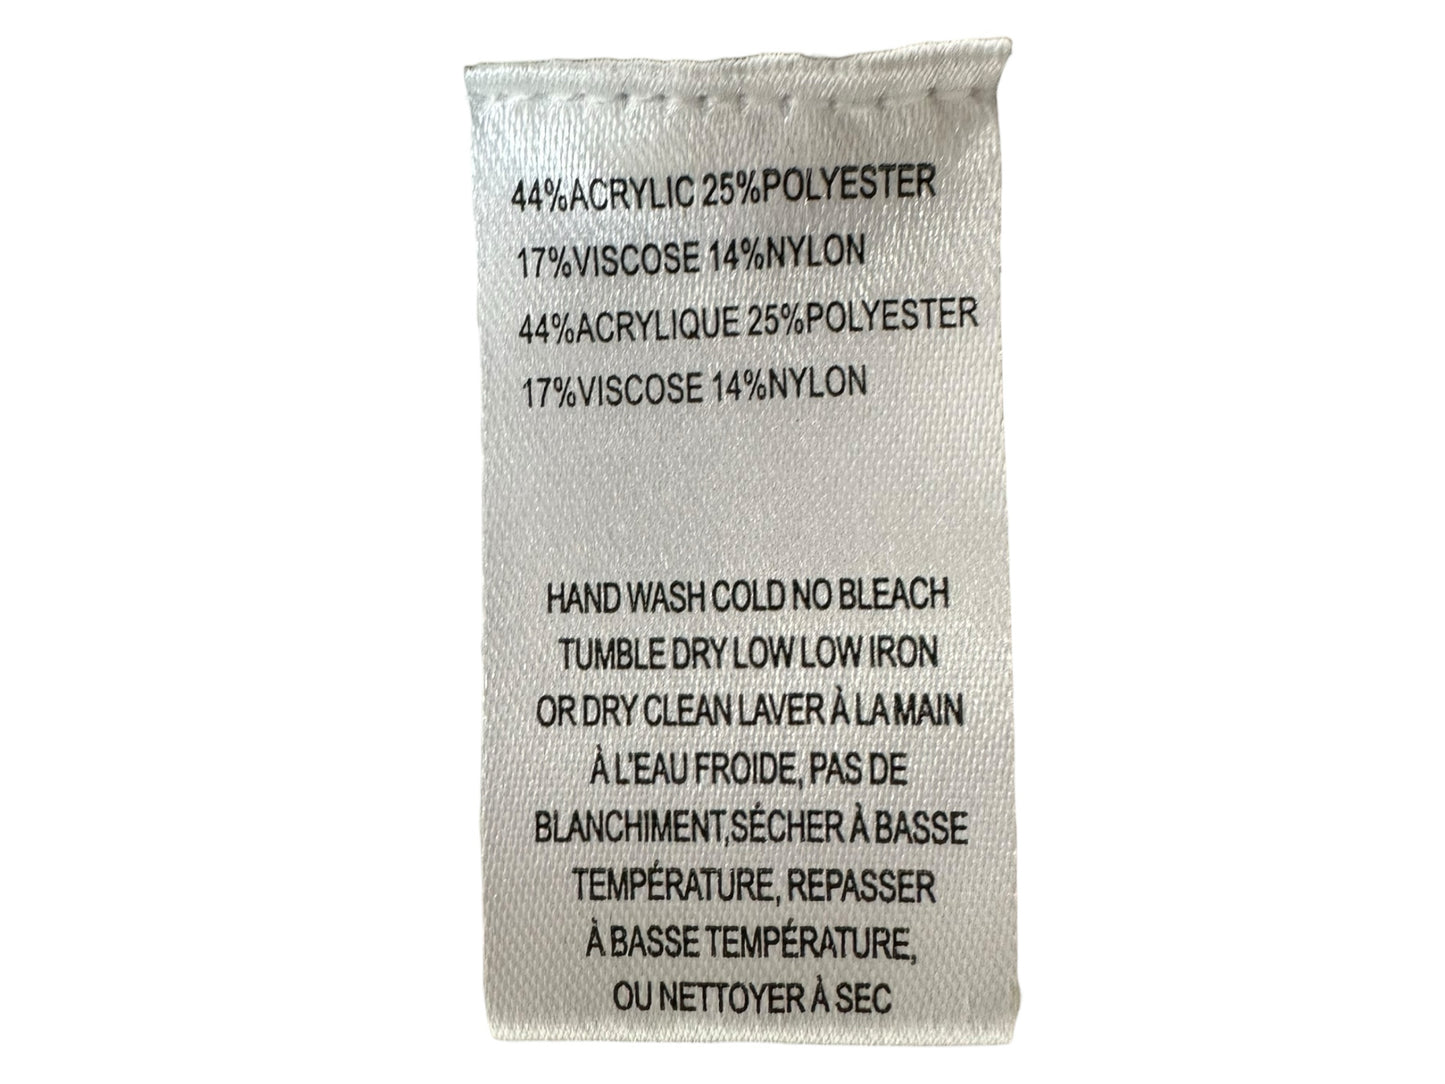 44%ACRYLIC 25%POLYESTER
17%VISCOSE 14%NYLON
44%ACRYLIQUE 25%POLYESTER
17%VISCOSE 14%NYLON
HAND WASH COLD NO BLEACH
TUMBLE DRY LOW LOW IRON
OR DRY CLEAN LAVER À LA MAIN
À L'EAU FROIDE, PAS DE
BLANCHIMENT,SÉCHER À BASSE
TEMPÉRATURE, REPASSER
À BASSE TEMPÉRATURE,
OU NETTOYER À SEC